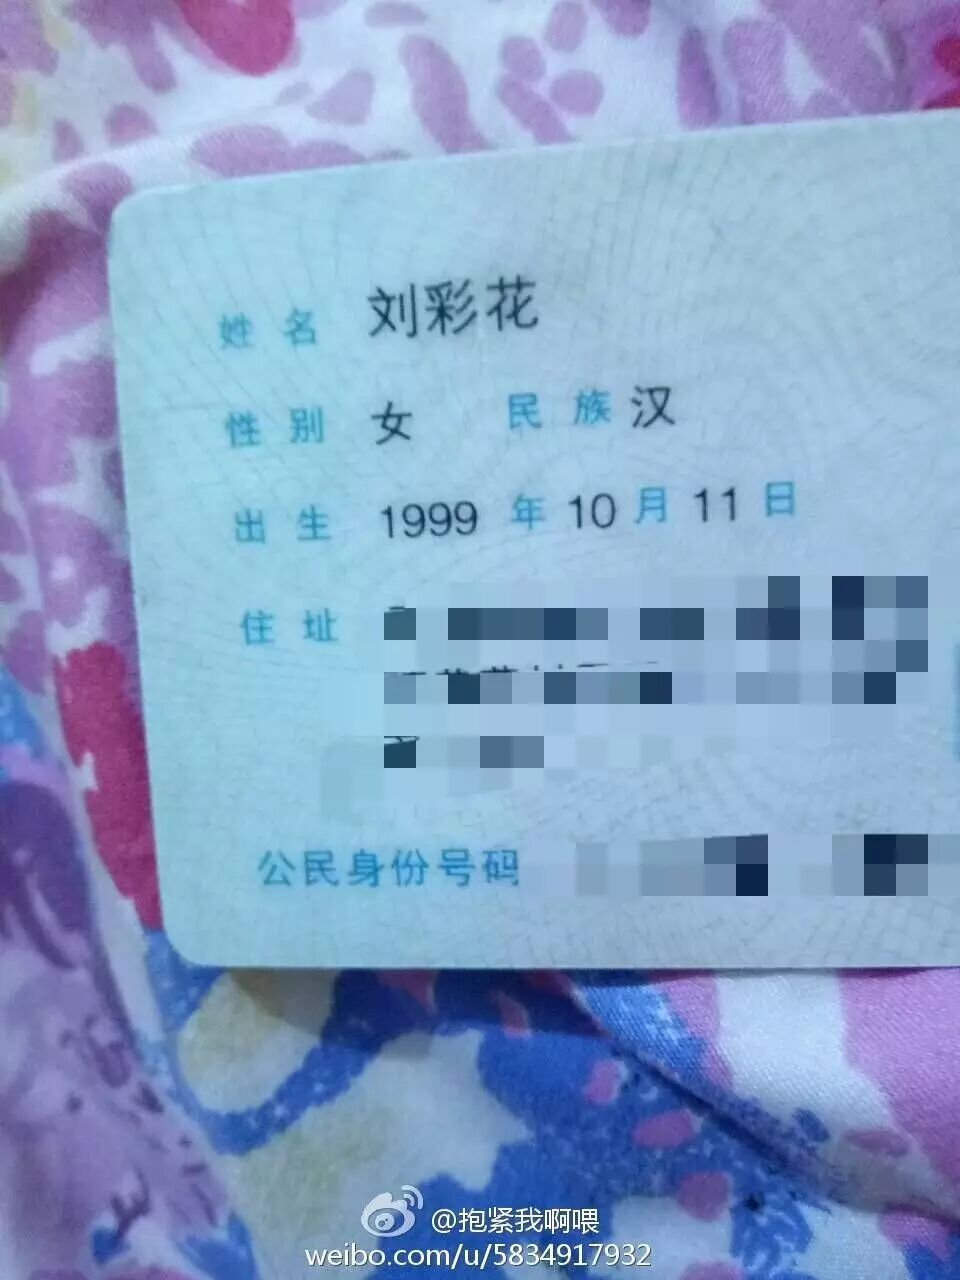 姓名 刘彩花
性别 女 民族 汉
出生 1999 年 10 月 11 日
住址
公民身份号码
@抱紧我啊喂
weibo.com/u/5834917932